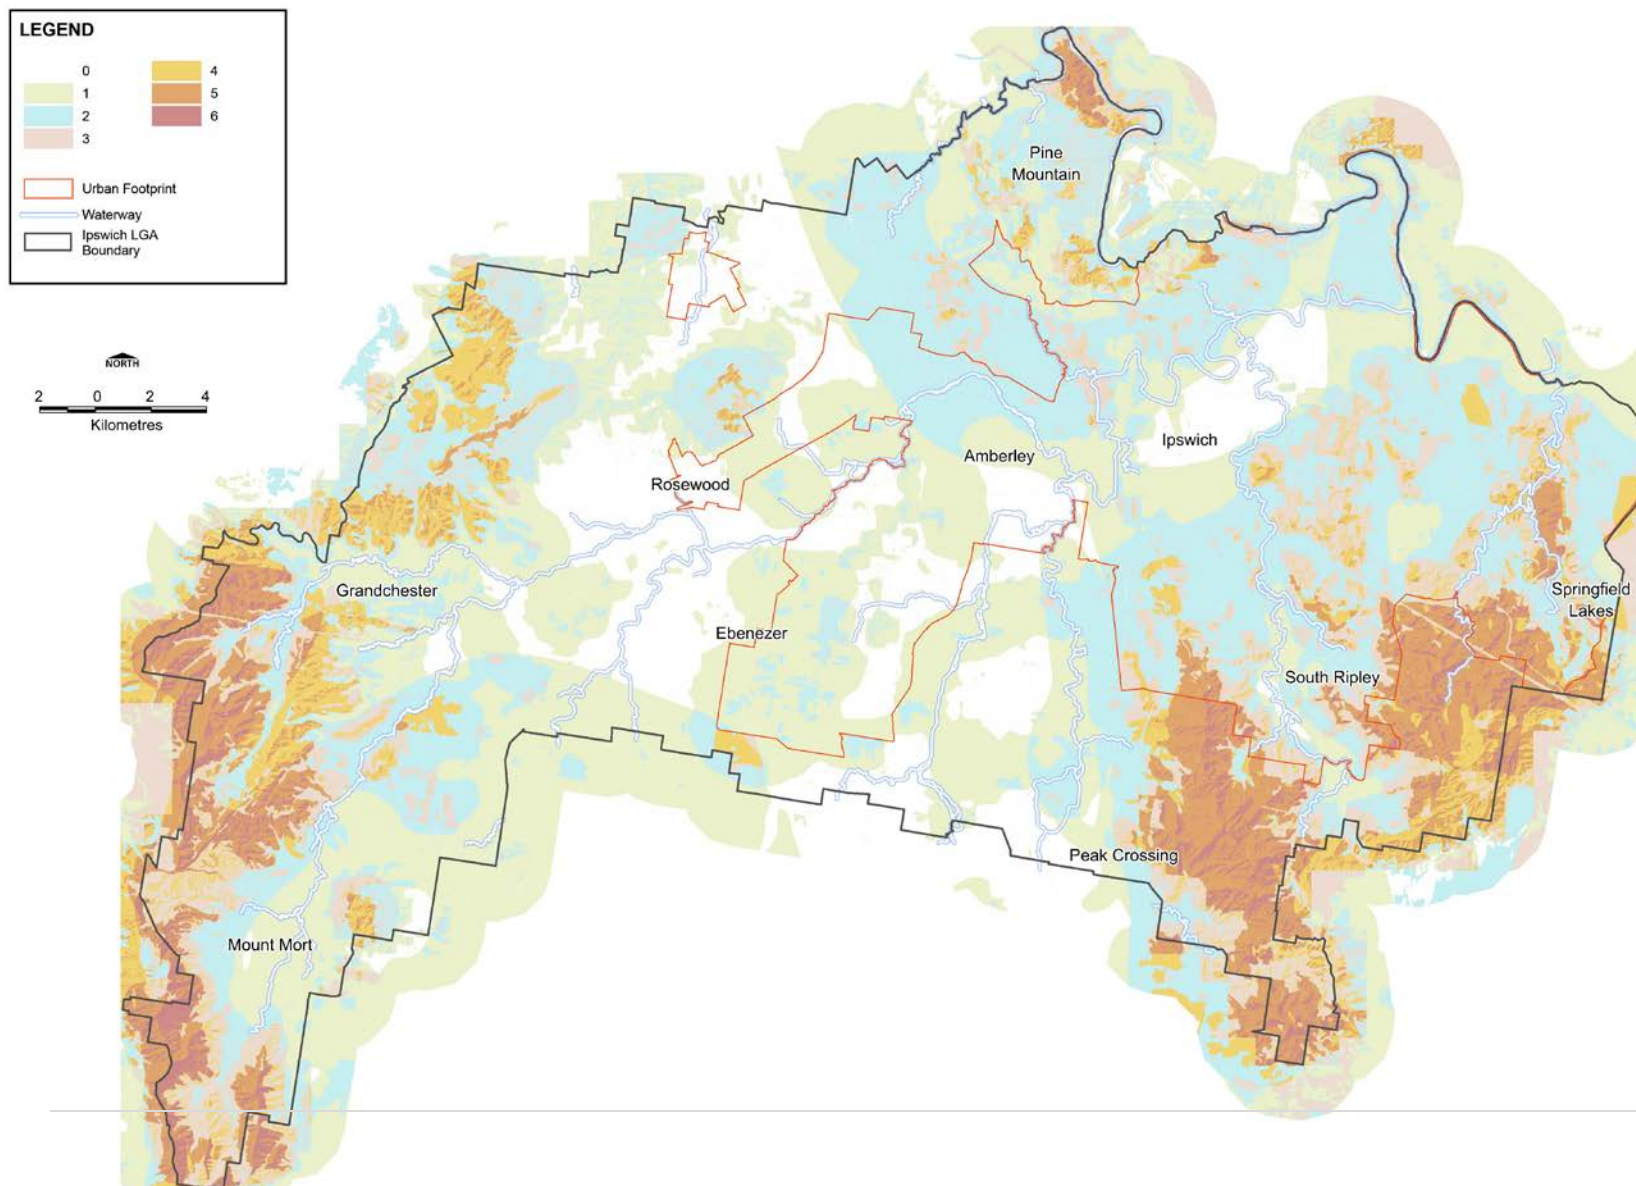 LEGEND
0
1
2
3
4
5
6
Urban Footprint
Waterway
Ipswich LGA
Boundary
NORTH
2 0 2 4
Kilometres
Pine
Mountain
Ipswich
Amberley
Rosewood
Grandchester
Springfield
Lakes
Ebenezer
South Ripley
Peak Crossing
Mount Mort